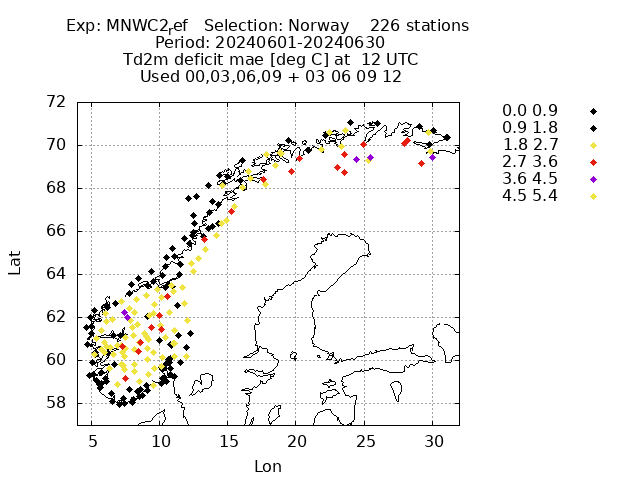 Exp: MNWC2ref   Selection: Norway    226 stations
Period: 20240601-20240630
Td2m deficit mae [deg C] at  12 UTC
Used 00,03,06,09 + 03 06 09 12
72
70
68
66
64
62
60
58
Lat
5 10 15 20 25 30
Lon
0.0 0.9
0.9 1.8
1.8 2.7
2.7 3.6
3.6 4.5
4.5 5.4